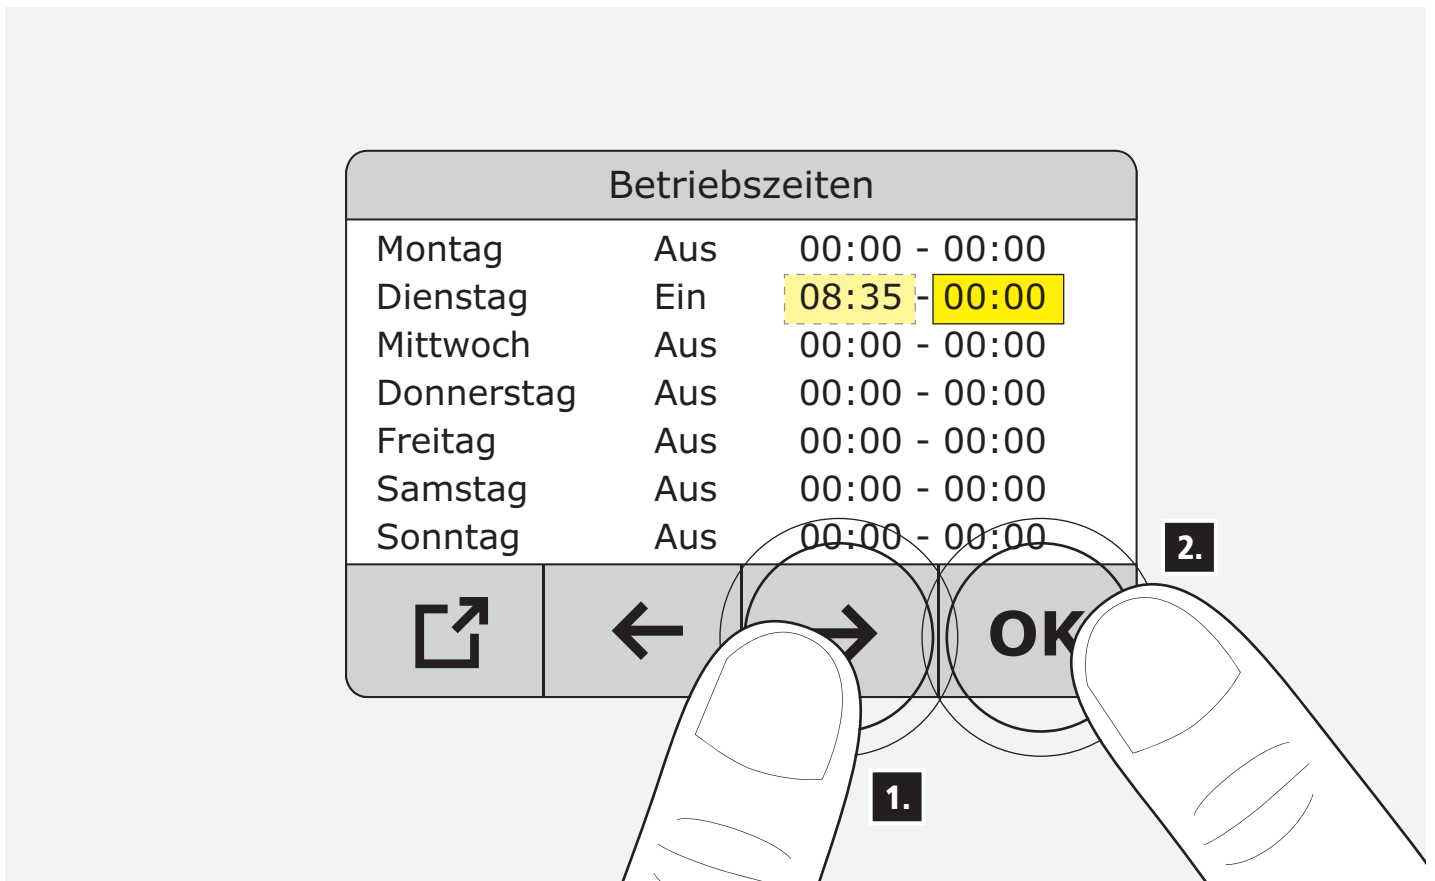 Betriebszeiten
Montag Aus 00:00 - 00:00
Dienstag Ein 08:35 - 00:00
Mittwoch Aus 00:00 - 00:00
Donnerstag Aus 00:00 - 00:00
Freitag Aus 00:00 - 00:00
Samstag Aus 00:00 - 00:00
Sonntag Aus 00:00 - 00:00
2.
OK
1.